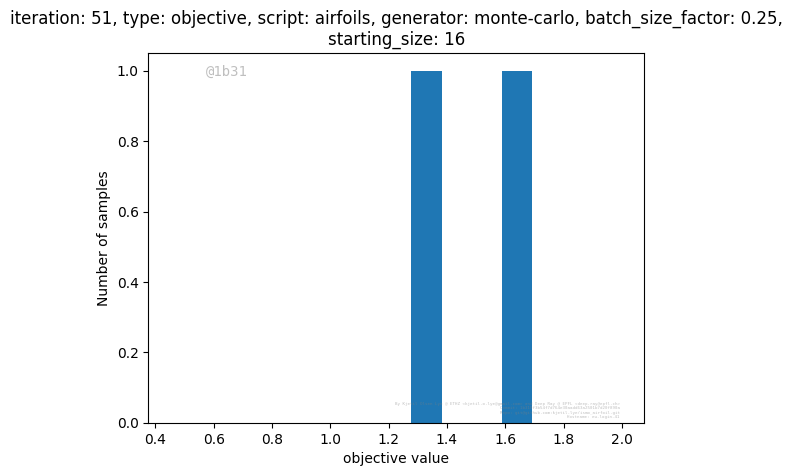 iteration: 51, type: objective, script: airfoils, generator: monte-carlo, batch_size_factor: 0.25,
starting_size: 16
@1b31
1.0
0.8
0.6
0.4
0.2
0.0
Number of samples
0.4 0.6 0.8 1.0 1.2 1.4 1.6 1.8 2.0
objective value